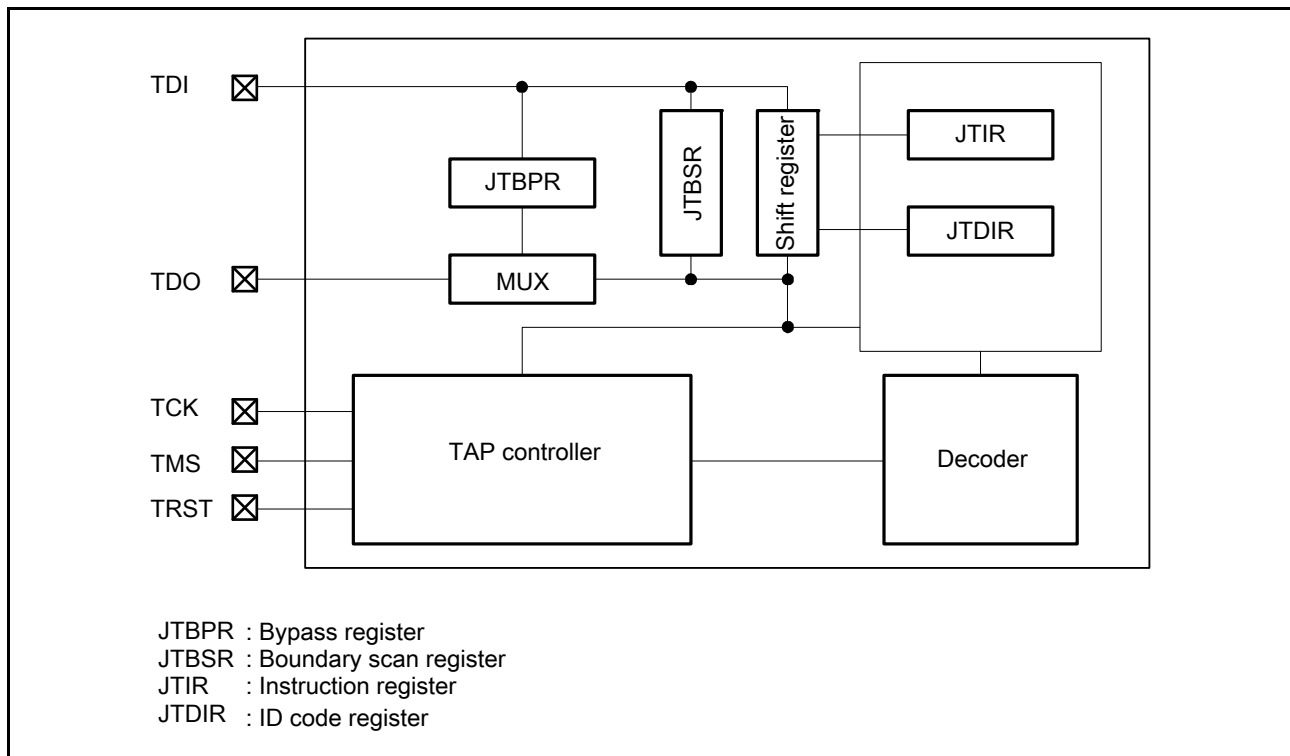 TDI
JTBPR
JTBSR
Shift register
JTIR
JTDIR
TDO
MUX
TCK
TMS
TRST
TAP controller
Decoder
JTBPR : Bypass register
JTBSR : Boundary scan register
JTIR : Instruction register
JTDIR : ID code register